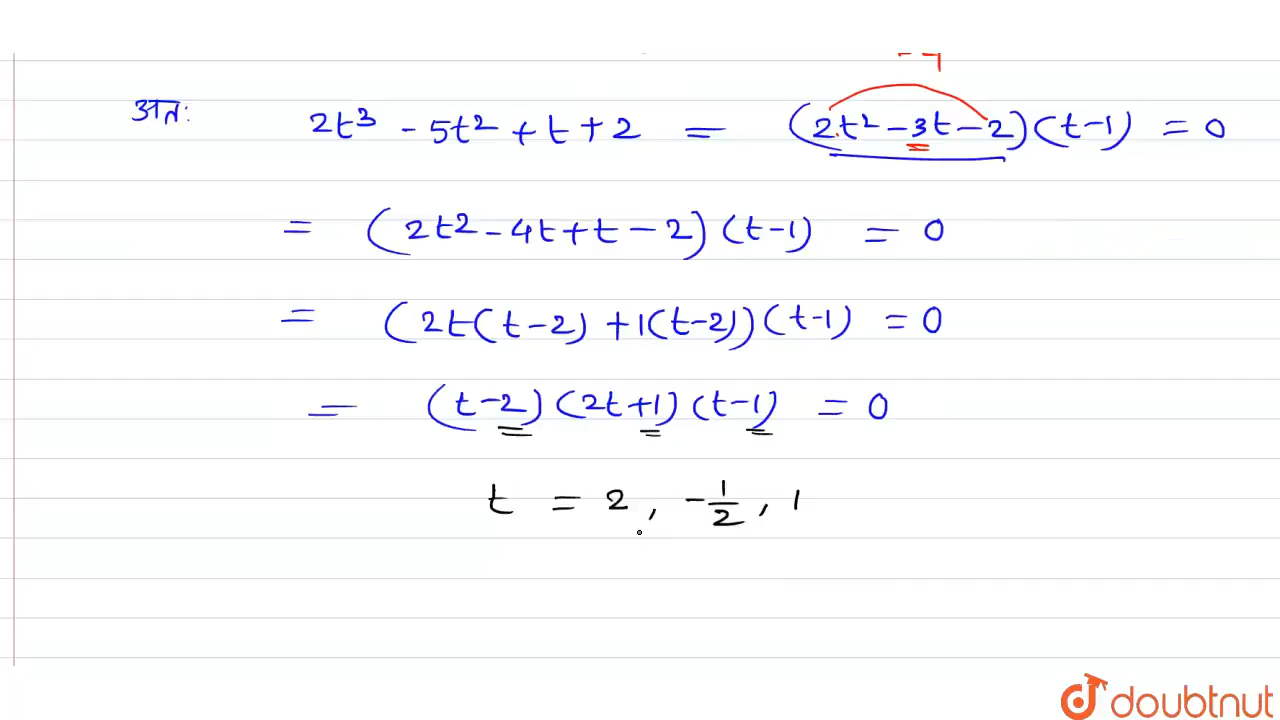 -4
अतः 2t³ - 5t² + t + 2 = (2t² - 3t - 2)(t-1) = 0
= (2t² - 4t + t - 2)(t-1) = 0
= (2t(t-2) + 1(t-2))(t-1) = 0
= (t-2)(2t+1)(t-1) = 0
t = 2, -1/2, 1
doubtnut